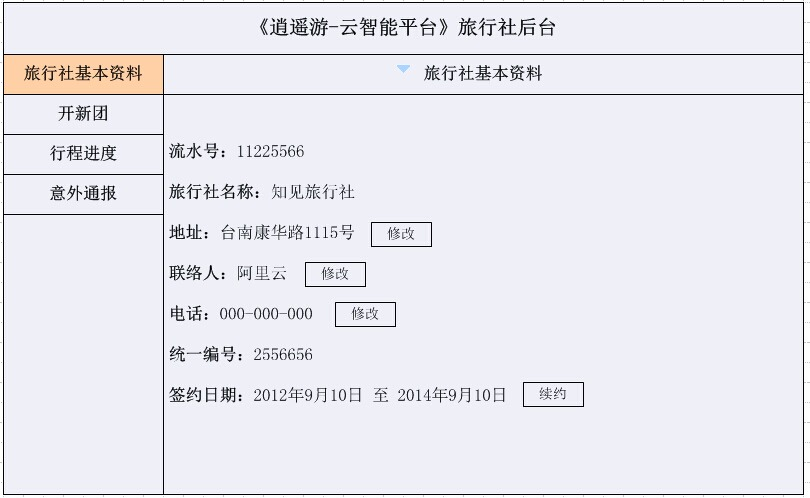 《逍遥游-云智能平台》旅行社后台
旅行社基本资料
旅行社基本资料
开新团
行程进度
意外通报
流水号：11225566
旅行社名称：知见旅行社
地址：台南康华路1115号 修改
联络人：阿里云 修改
电话：000-000-000 修改
统一编号：2556656
签约日期：2012年9月10日 至 2014年9月10日 续约